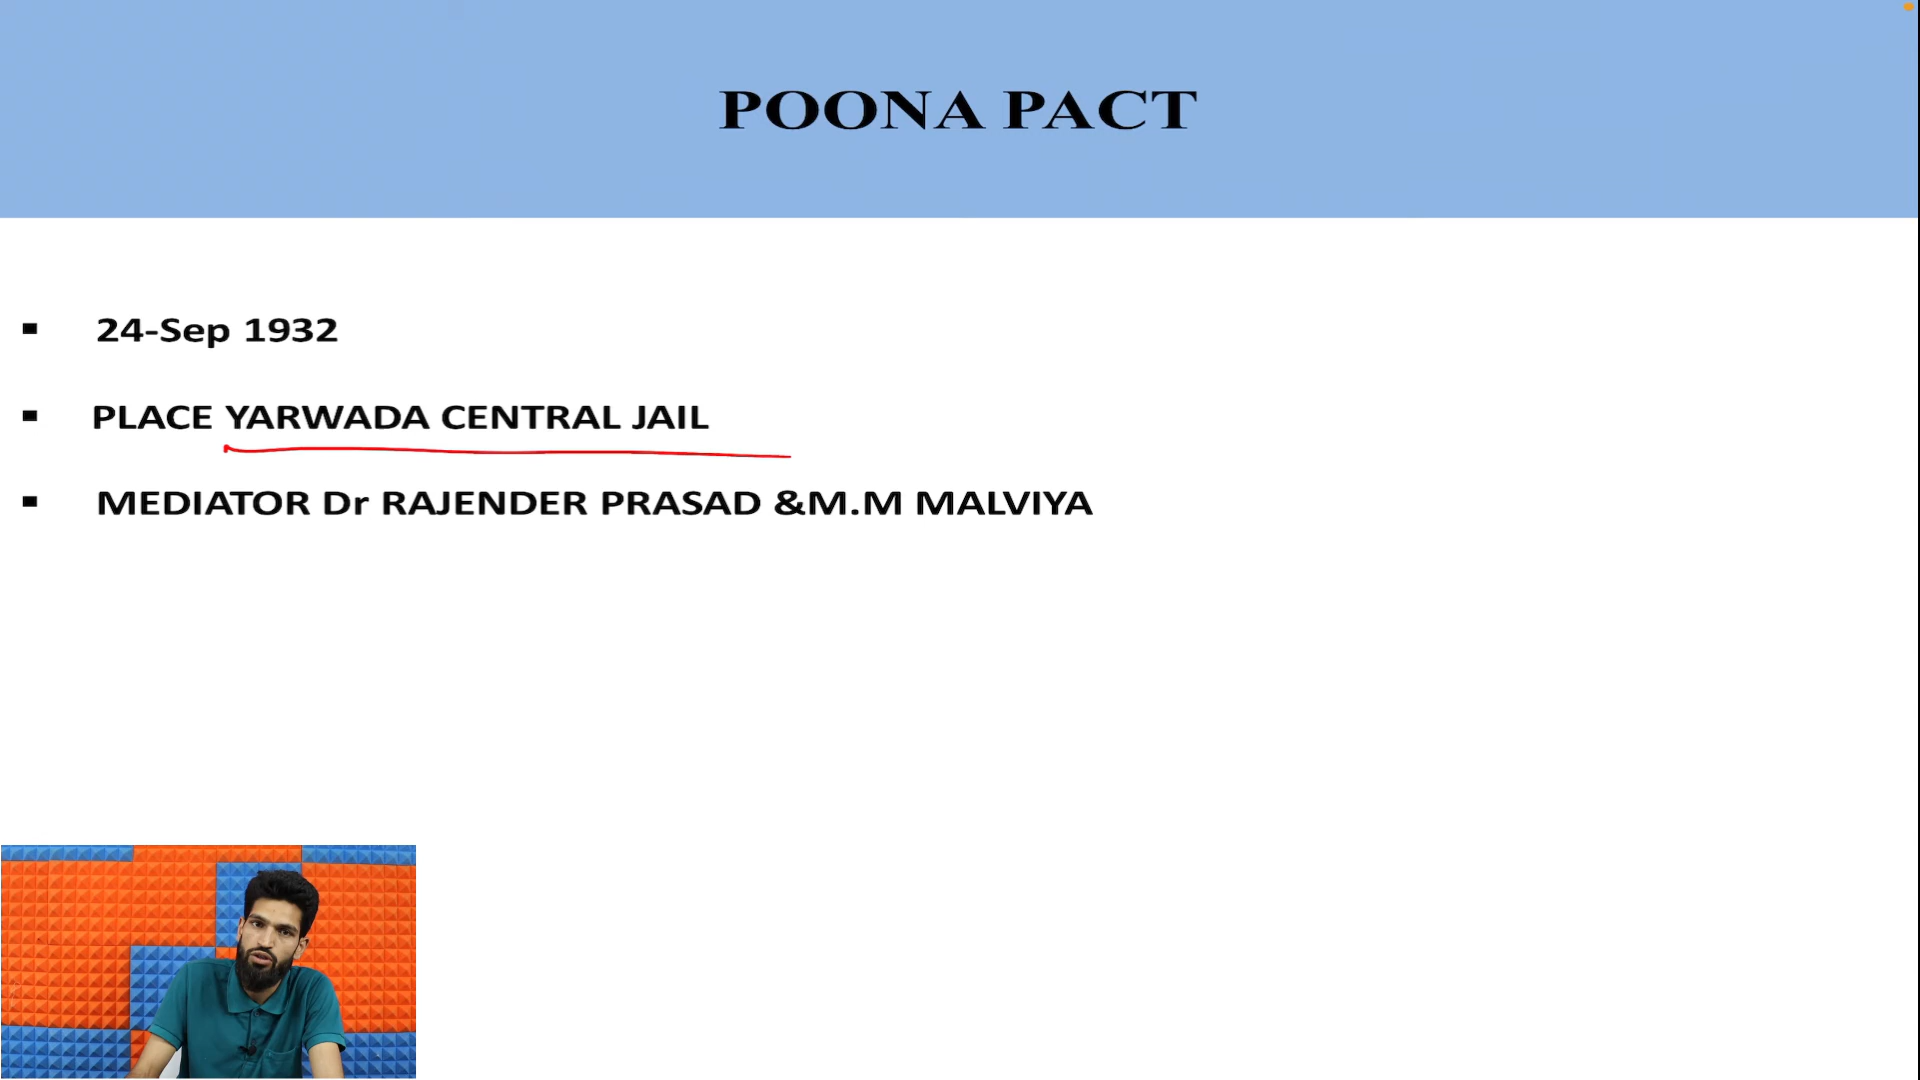 POONA PACT
24-Sep 1932
PLACE YARWADA CENTRAL JAIL
MEDIATOR Dr RAJENDER PRASAD &M.M MALVIYA